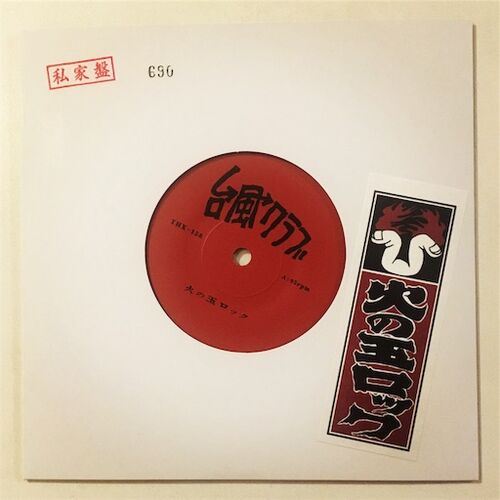 私家盤
690
台風クラブ
THX-138
A/45rpm
火の玉ロック
火の玉ロック